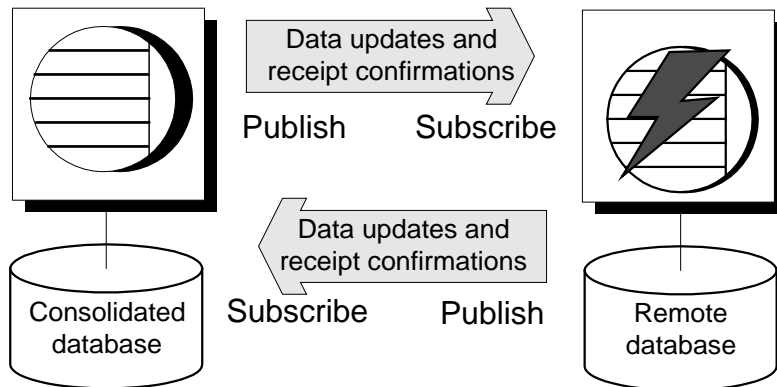 Data updates and
receipt confirmations
Publish
Subscribe
Data updates and
receipt confirmations
Subscribe
Publish
Consolidated
database
Remote
database